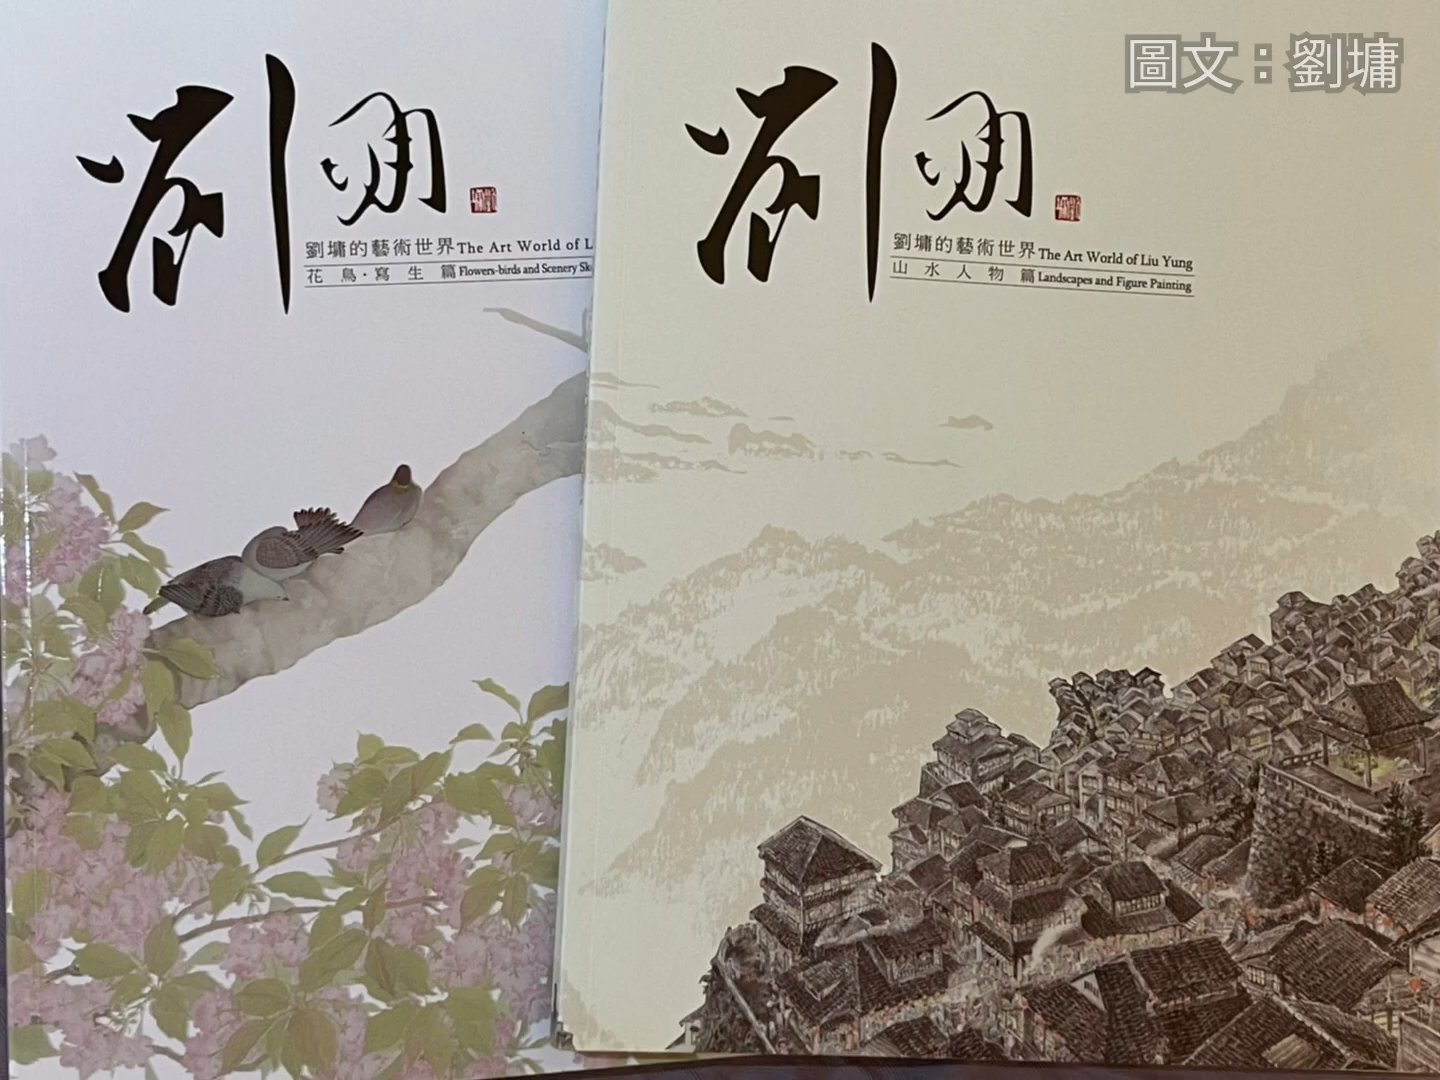 圖文：劉墉
劉墉
劉墉的藝術世界 The Art World of L
花鳥·寫生篇 Flowers-birds and Scenery Sk
劉墉
劉墉的藝術世界 The Art World of Liu Yung
山水人物篇 Landscapes and Figure Painting